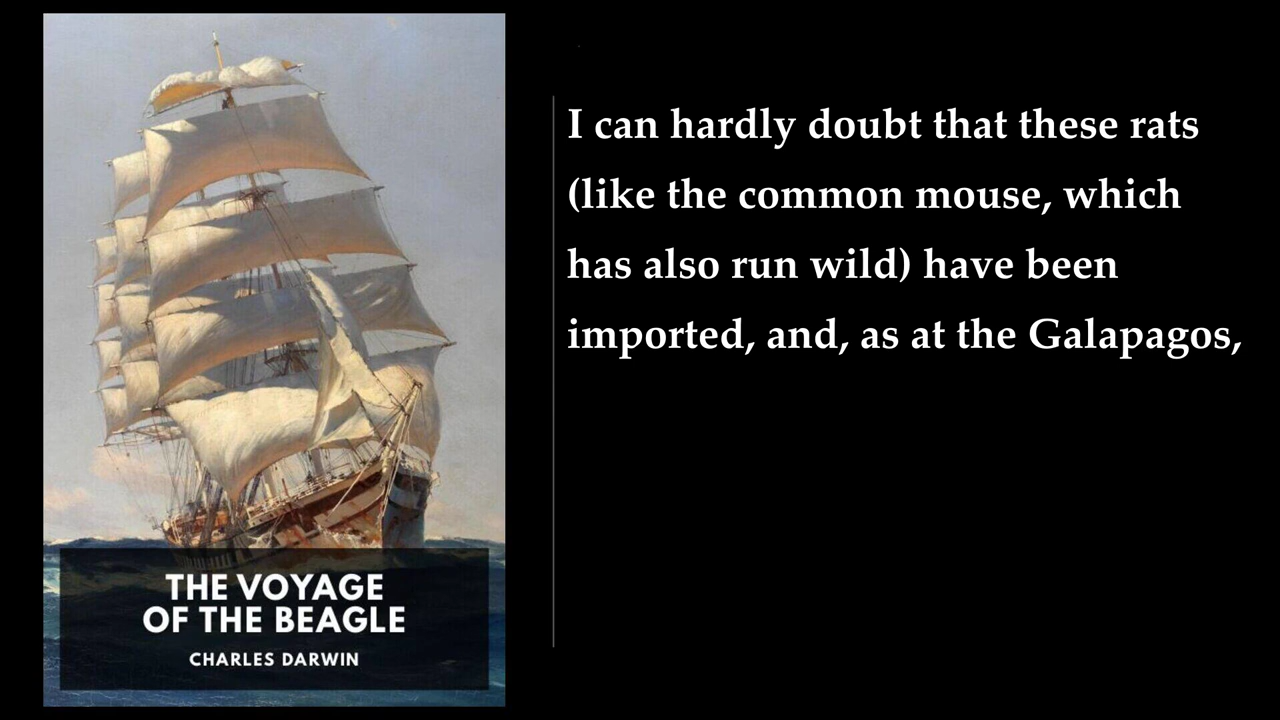 THE VOYAGE
OF THE BEAGLE
CHARLES DARWIN
I can hardly doubt that these rats
(like the common mouse, which
has also run wild) have been
imported, and, as at the Galapagos,